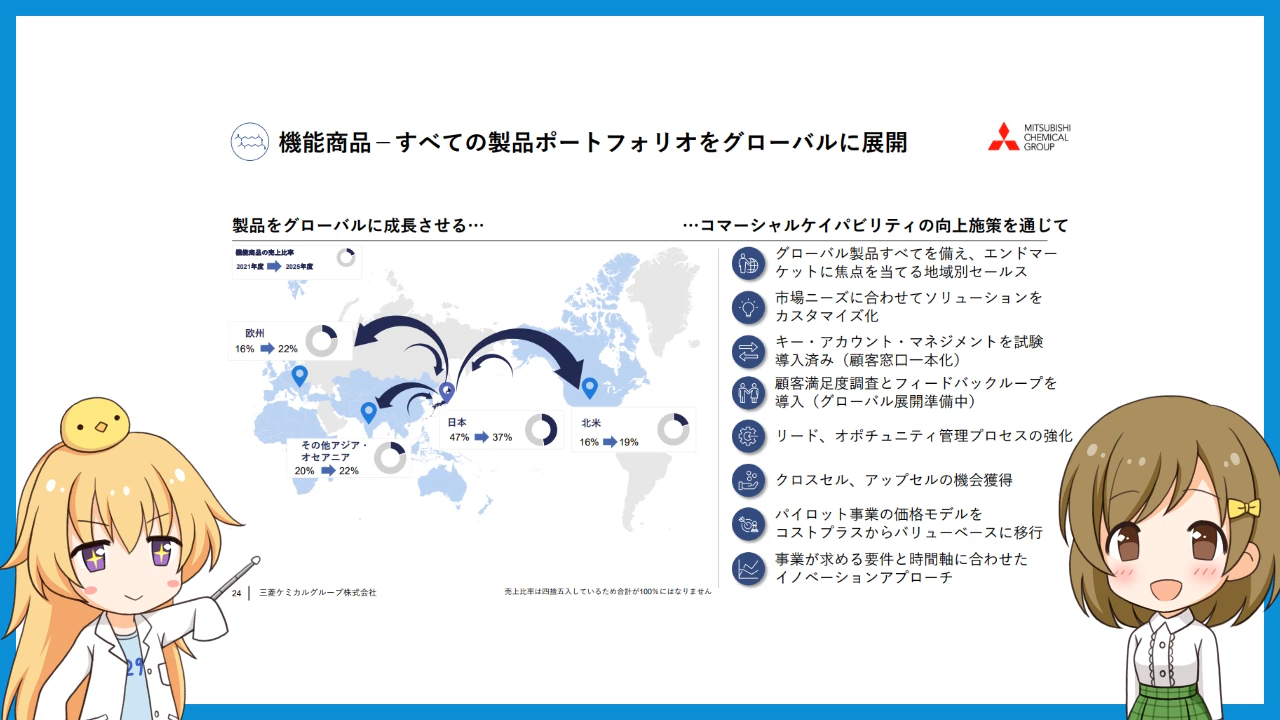 機能商品－すべての製品ポートフォリオをグローバルに展開
MITSUBISHI
CHEMICAL
GROUP
製品をグローバルに成長させる…
…コマーシャルケイパビリティの向上施策を通じて
機能商品の売上比率
2021年度 2025年度
欧州
16% 22%
その他アジア・
オセアニア
20% 22%
日本
47% 37%
北米
16% 19%
グローバル製品すべてを備え、エンドマー
ケットに焦点を当てる地域別セールス
市場ニーズに合わせてソリューションを
カスタマイズ化
キー・アカウント・マネジメントを試験
導入済み（顧客窓口一本化）
顧客満足度調査とフィードバックループを
導入（グローバル展開準備中）
リード、オポチュニティ管理プロセスの強化
クロスセル、アップセルの機会獲得
パイロット事業の価格モデルを
コストプラスからバリューベースに移行
事業が求める要件と時間軸に合わせた
イノベーションアプローチ
24 三菱ケミカルグループ株式会社
売上比率は四捨五入しているため合計が100%にはなりません
29